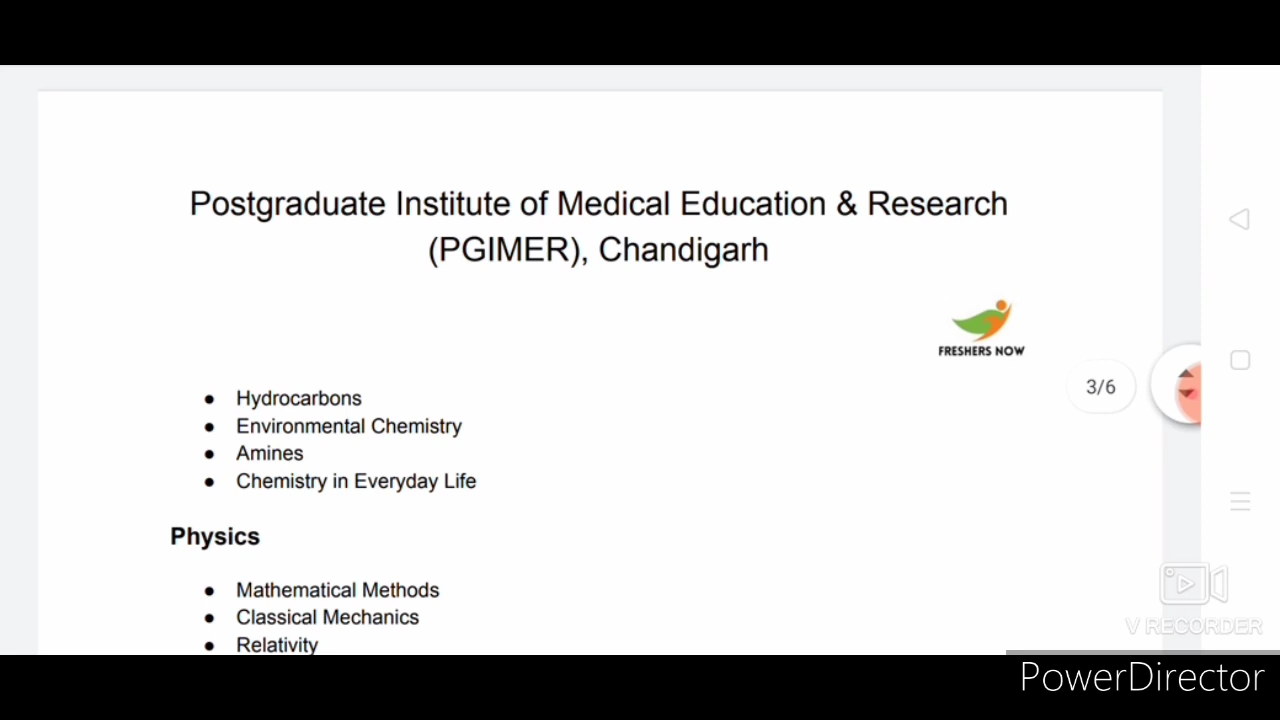 Postgraduate Institute of Medical Education & Research
(PGIMER), Chandigarh
FRESHERS NOW
● Hydrocarbons
● Environmental Chemistry
● Amines
● Chemistry in Everyday Life
3/6
Physics
● Mathematical Methods
● Classical Mechanics
● Relativity
V RECORDER
PowerDirector